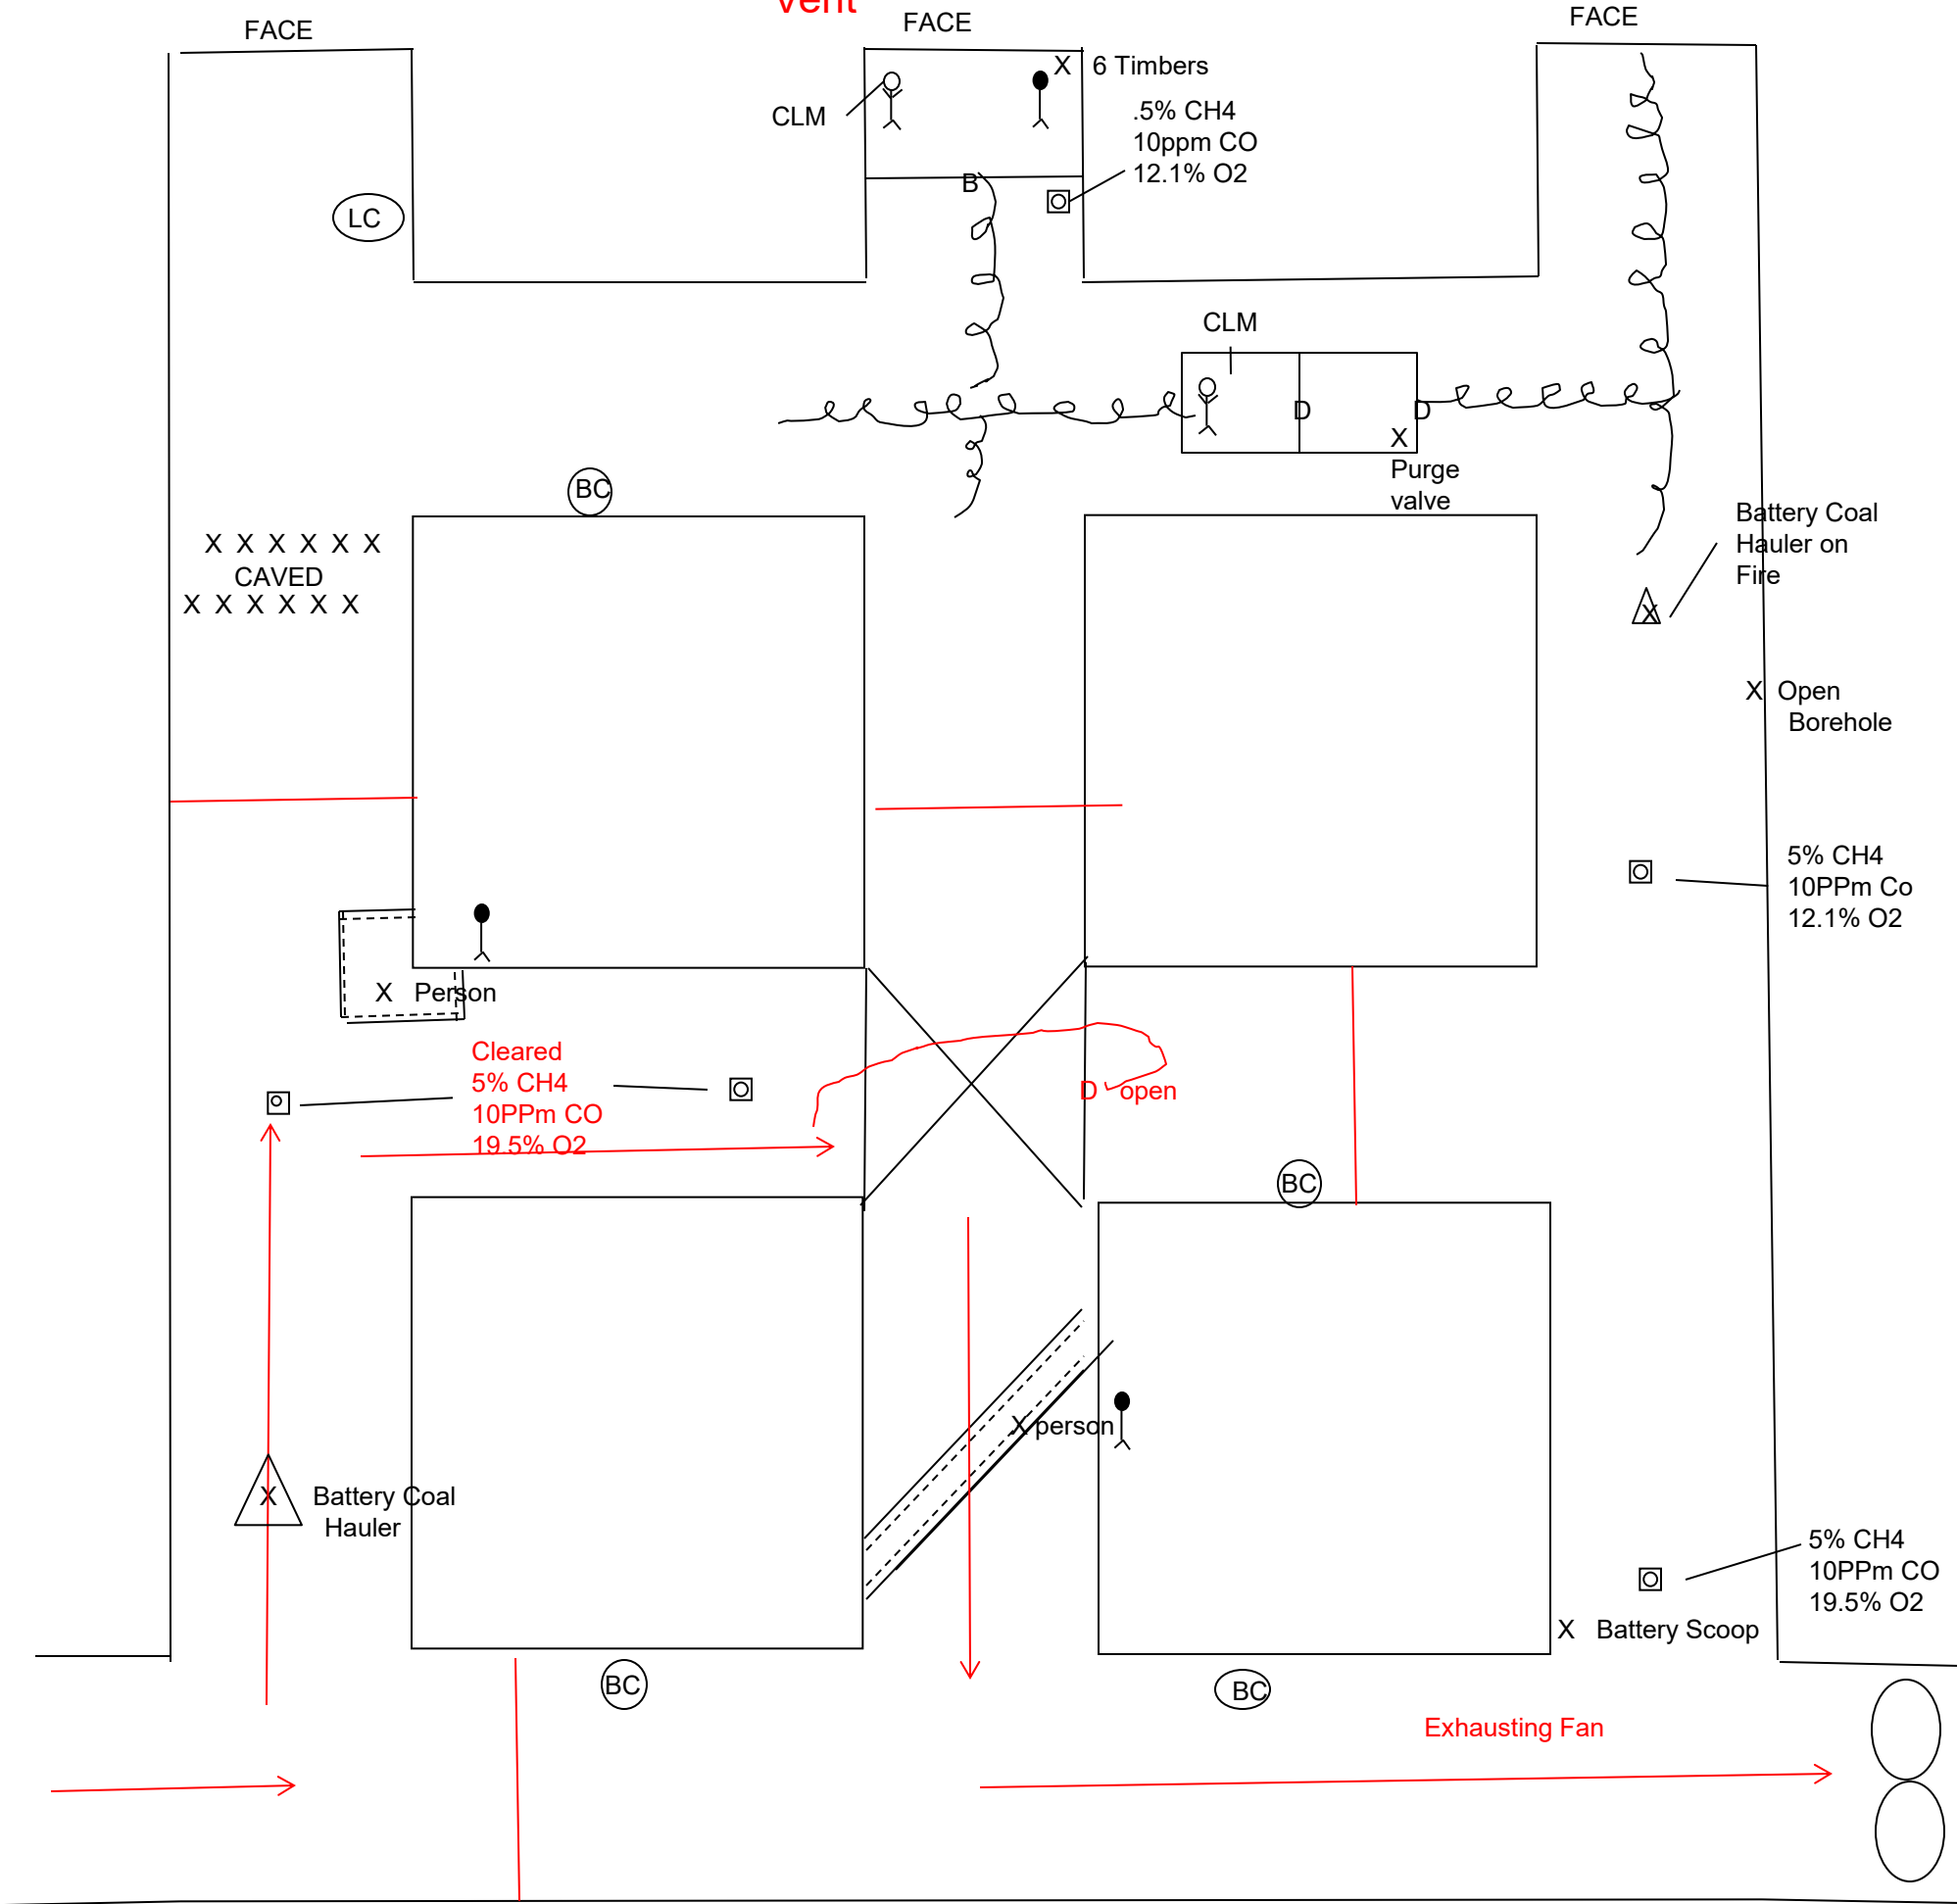 Vent
FACE
FACE
FACE
X 6 Timbers
CLM
.5% CH4
10ppm CO
12.1% O2
B
LC
CLM
D
D
X
Purge
valve
BC
X X X X X X
CAVED
X X X X X X
Battery Coal
Hauler on
Fire
X
X Open
Borehole
5% CH4
10PPm Co
12.1% O2
X Person
Cleared
5% CH4
10PPm CO
19.5% O2
D open
BC
X person
X
Battery Coal
Hauler
5% CH4
10PPm CO
19.5% O2
X Battery Scoop
BC
BC
Exhausting Fan